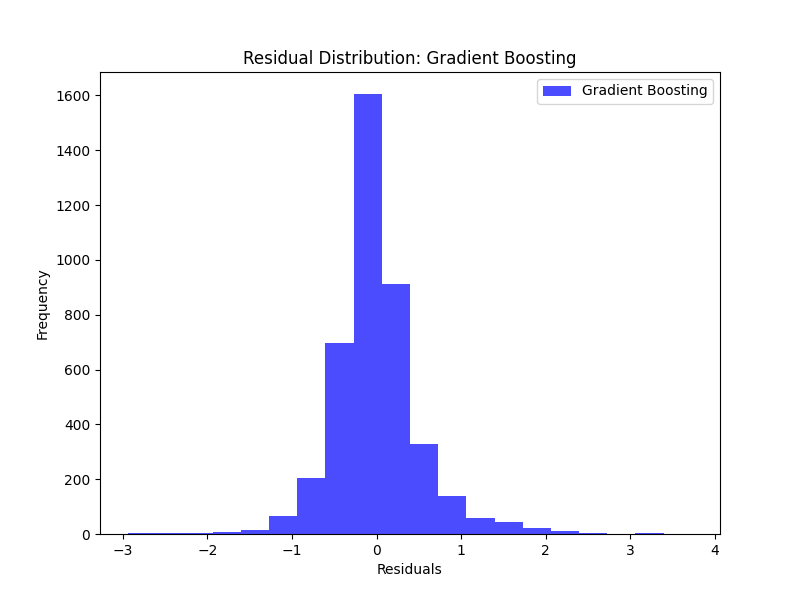 Residual Distribution: Gradient Boosting
Gradient Boosting
1600
1400
1200
1000
800
600
400
200
0
Frequency
−3 −2 −1 0 1 2 3 4
Residuals